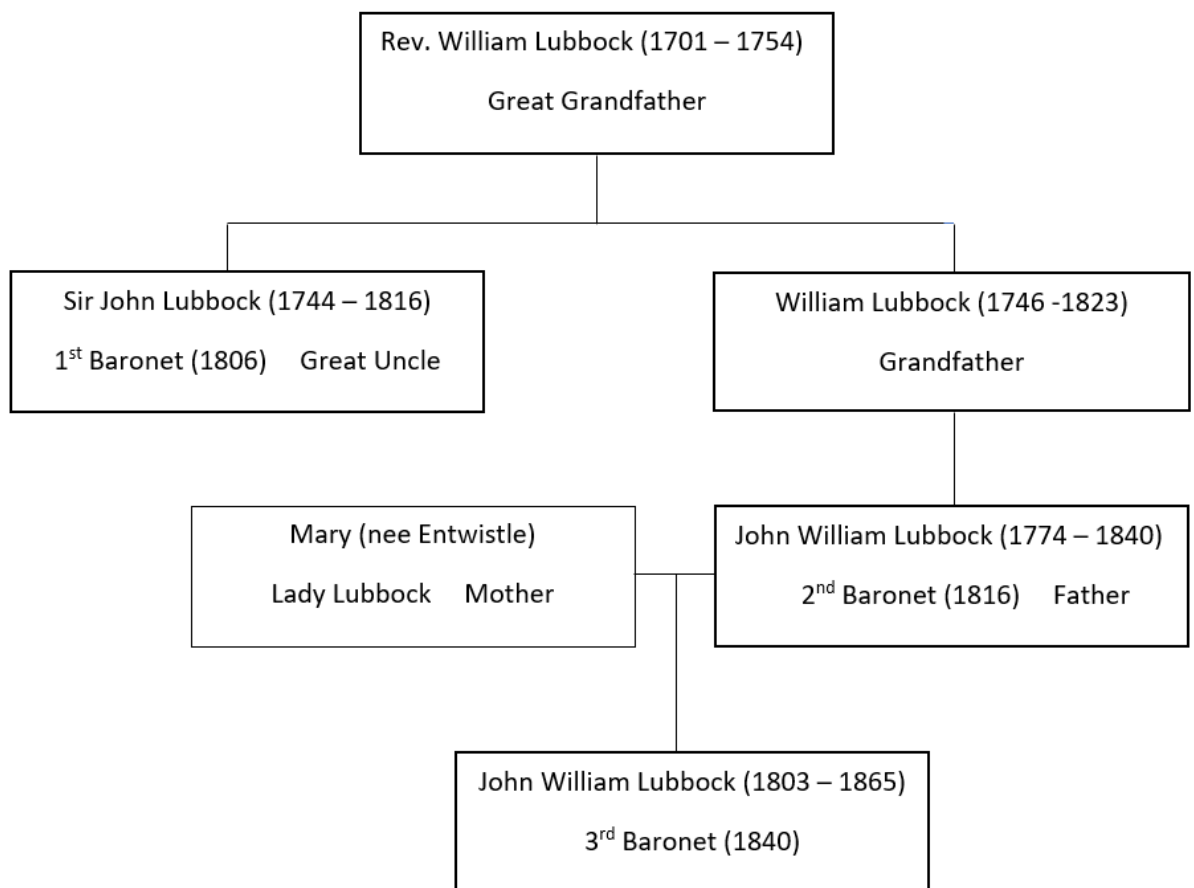 Rev. William Lubbock (1701 – 1754)
Great Grandfather
Sir John Lubbock (1744 – 1816)
1st Baronet (1806) Great Uncle
William Lubbock (1746 -1823)
Grandfather
Mary (nee Entwistle)
Lady Lubbock Mother
John William Lubbock (1774 – 1840)
2nd Baronet (1816) Father
John William Lubbock (1803 – 1865)
3rd Baronet (1840)